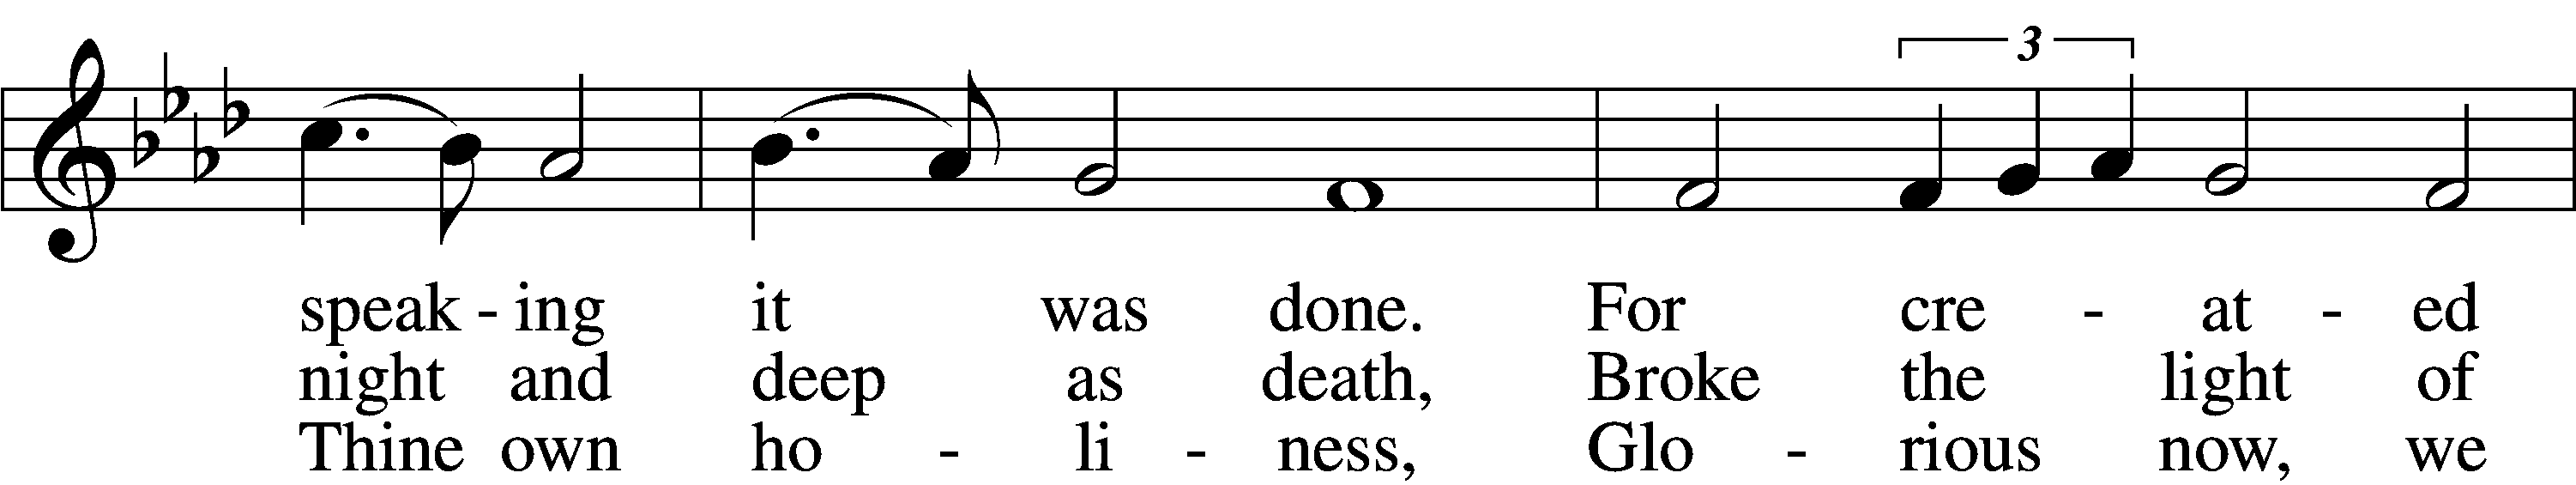 3
speak - ing it was done. For cre - at - ed
night and deep as death, Broke the light of
Thine own ho - li - ness, Glo - rious now, we